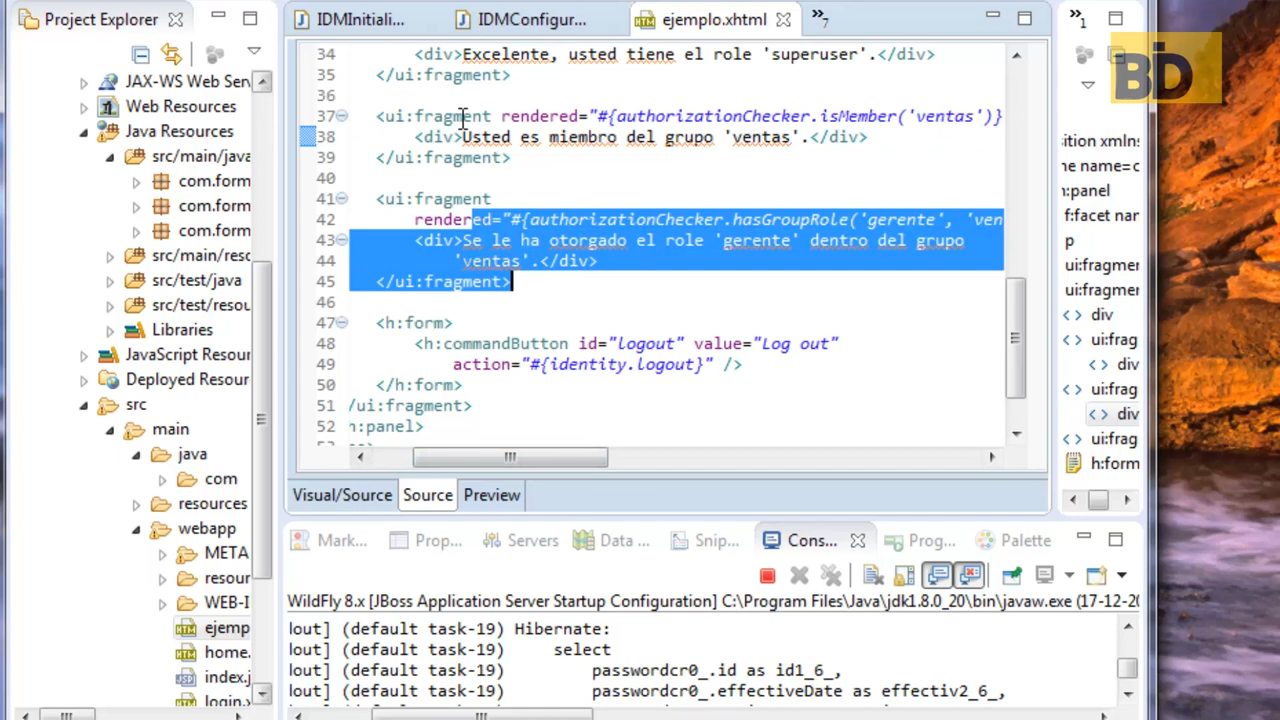 Project Explorer
IDMInitiali...
IDMConfigur...
ejemplo.xhtml
»7
»1
BD
JAX-WS Web Serv
Web Resources
Java Resources
src/main/java
com.form
com.form
com.form
src/main/resc
src/test/java
src/test/resou
Libraries
JavaScript Resour
Deployed Resour
src
main
java
com
resources
webapp
META
resour
WEB-I
ejemp
home.
index.j
login.
34 <div>Excelente, usted tiene el role 'superuser'.</div>
35 </ui:fragment>
36
37 <ui:fragment rendered="#{authorizationChecker.isMember('ventas')}
38 <div>Usted es miembro del grupo 'ventas'.</div>
39 </ui:fragment>
40
41 <ui:fragment
42 rendered="#{authorizationChecker.hasGroupRole('gerente', 'ven
43 <div>Se le ha otorgado el role 'gerente' dentro del grupo
44 'ventas'.</div>
45 </ui:fragment>
46
47 <h:form>
48 <h:commandButton id="logout" value="Log out"
49 action="#{identity.logout}" />
50 </h:form>
51 /ui:fragment>
52 h:panel>
53
ition xmlns=
me name=c
h:panel
f:facet nam
p
ui:fragmer
ui:fragmer
<> div
ui:frag
<> div
ui:frag
<> div
ui:frag
h:form
Visual/Source
Source
Preview
Mark...
Prop...
Servers
Data ...
Snip...
Cons...
Prog...
Palette
WildFly 8.x [JBoss Application Server Startup Configuration] C:\Program Files\Java\jdk1.8.0_20\bin\javaw.exe (17-12-20
lout] (default task-19) Hibernate:
lout] (default task-19) select
lout] (default task-19) passwordcr0_.id as id1_6_,
lout] (default task-19) passwordcr0_.effectiveDate as effectiv2_6_,